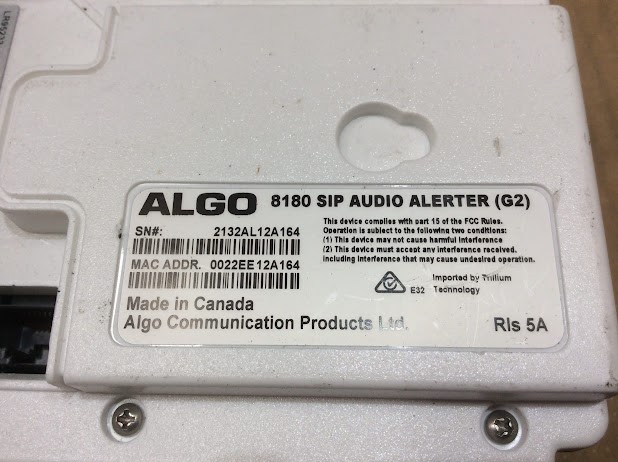 ALGO 8180 SIP AUDIO ALERTER (G2)
SN#: 2132AL12A164
MAC ADDR. 0022EE12A164
This device complies with part 15 of the FCC Rules.
Operation is subject to the following two conditions:
(1) This device may not cause harmful interference
(2) This device must accept any interference received,
including interference that may cause undesired operation.
E32
Imported by Trillium
Technology
Made in Canada
Algo Communication Products Ltd.
Rls 5A